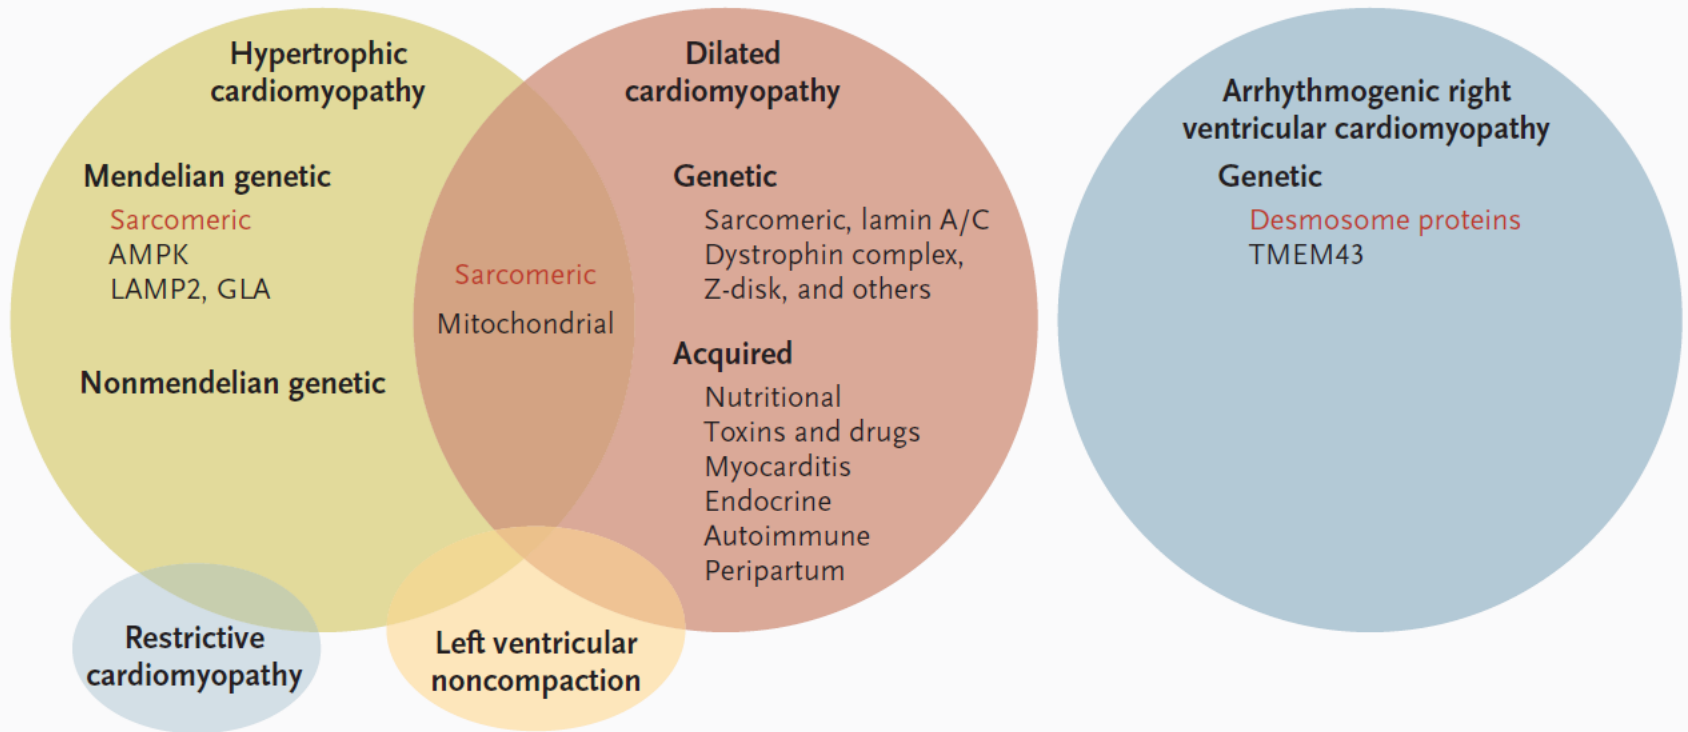 Hypertrophic
cardiomyopathy
Mendelian genetic
Sarcomeric
AMPK
LAMP2, GLA
Nonmendelian genetic
Sarcomeric
Mitochondrial
Dilated
cardiomyopathy
Genetic
Sarcomeric, lamin A/C
Dystrophin complex,
Z-disk, and others
Acquired
Nutritional
Toxins and drugs
Myocarditis
Endocrine
Autoimmune
Peripartum
Restrictive
cardiomyopathy
Left ventricular
noncompaction
Arrhythmogenic right
ventricular cardiomyopathy
Genetic
Desmosome proteins
TMEM43